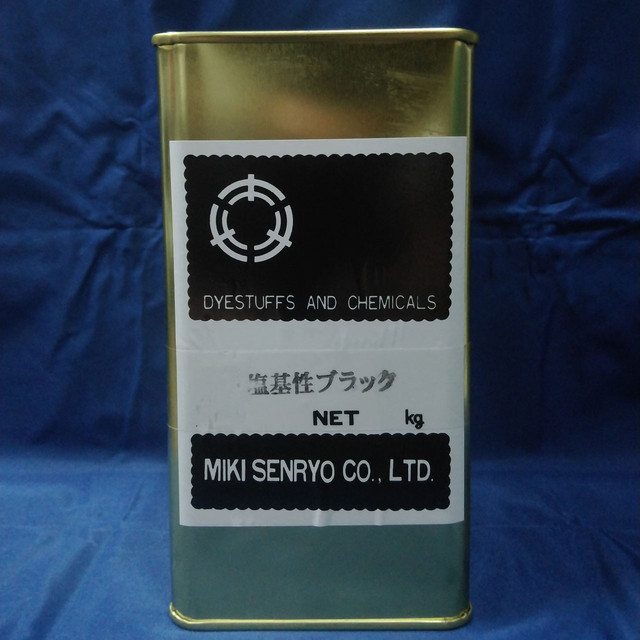 DYESTUFFS AND CHEMICALS
塩基性ブラック
NET kg
MIKI SENRYO CO., LTD.